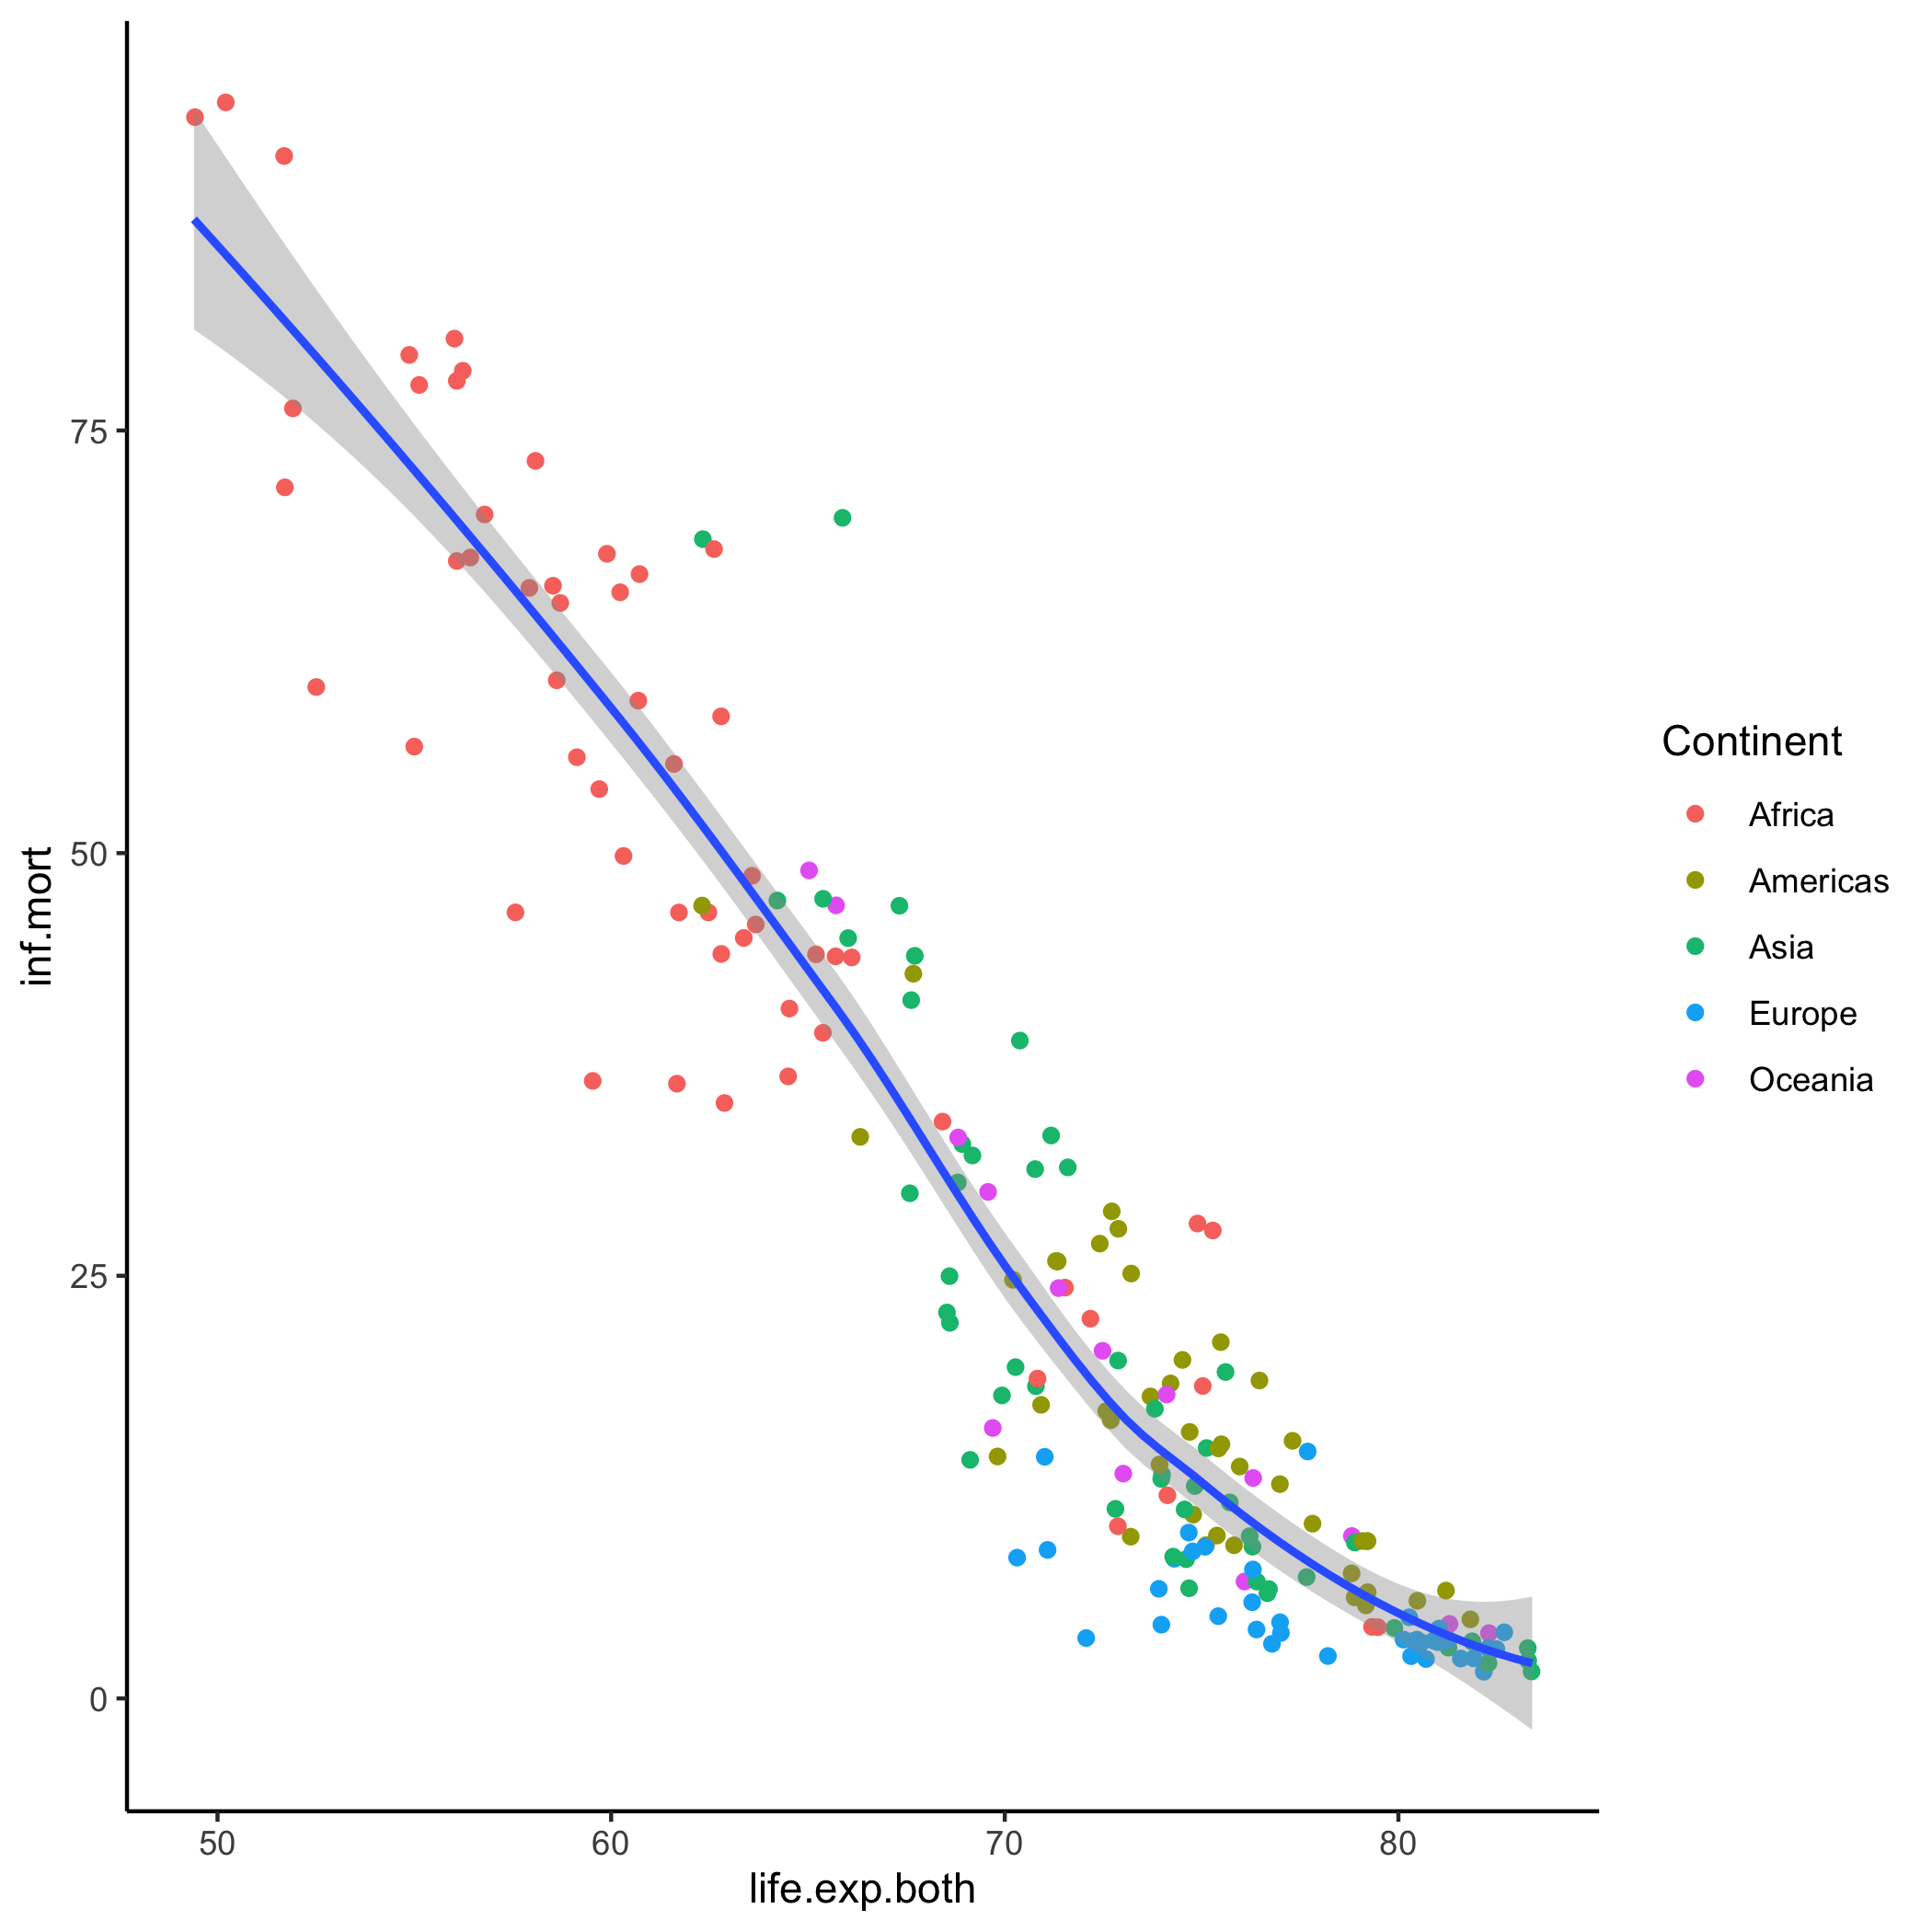 75
50
25
0
inf.mort
50
60
70
80
life.exp.both
Continent
Africa
Americas
Asia
Europe
Oceania